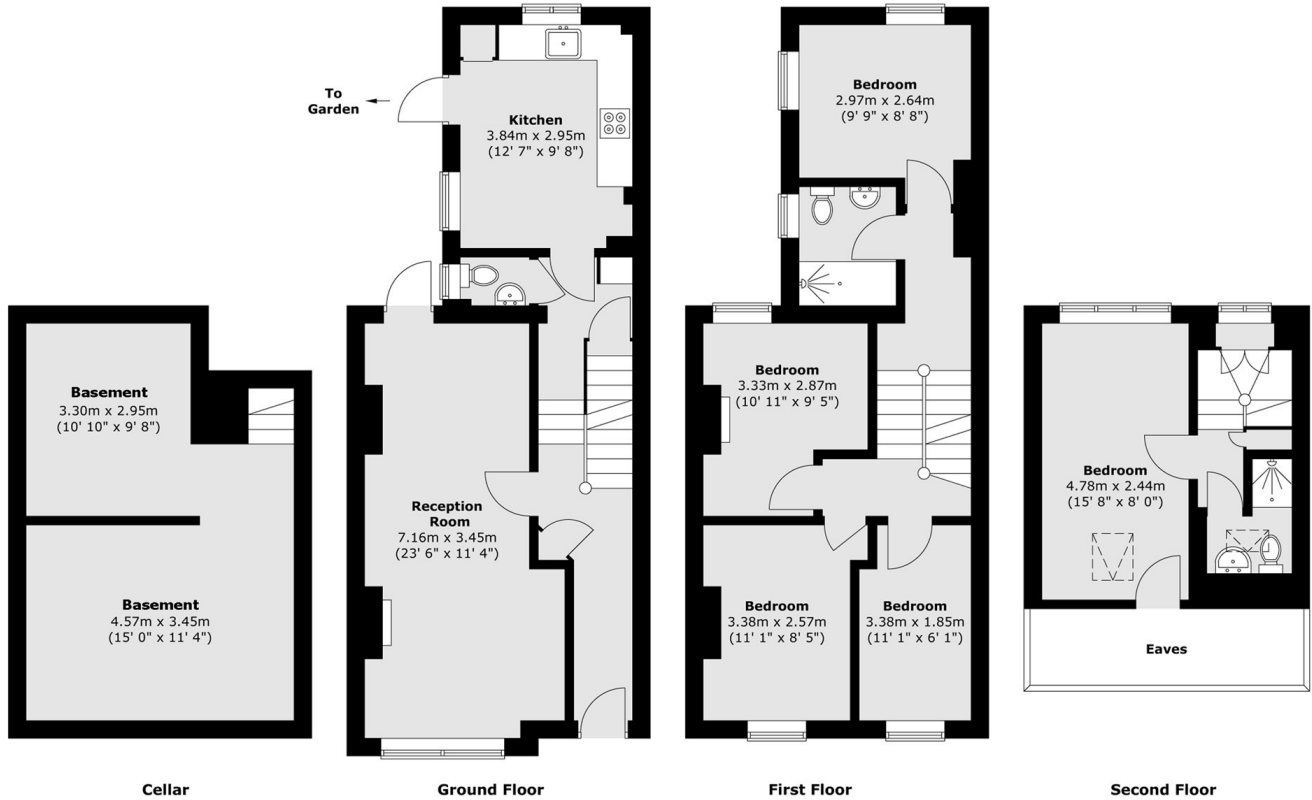 To
Garden
Kitchen
3.84m x 2.95m
(12' 7" x 9' 8")
Bedroom
2.97m x 2.64m
(9' 9" x 8' 8")
Basement
3.30m x 2.95m
(10' 10" x 9' 8")
Basement
4.57m x 3.45m
(15' 0" x 11' 4")
Reception
Room
7.16m x 3.45m
(23' 6" x 11' 4")
Bedroom
3.33m x 2.87m
(10' 11" x 9' 5")
Bedroom
3.38m x 2.57m
(11' 1" x 8' 5")
Bedroom
3.38m x 1.85m
(11' 1" x 6' 1")
Bedroom
4.78m x 2.44m
(15' 8" x 8' 0")
Eaves
Cellar
Ground Floor
First Floor
Second Floor